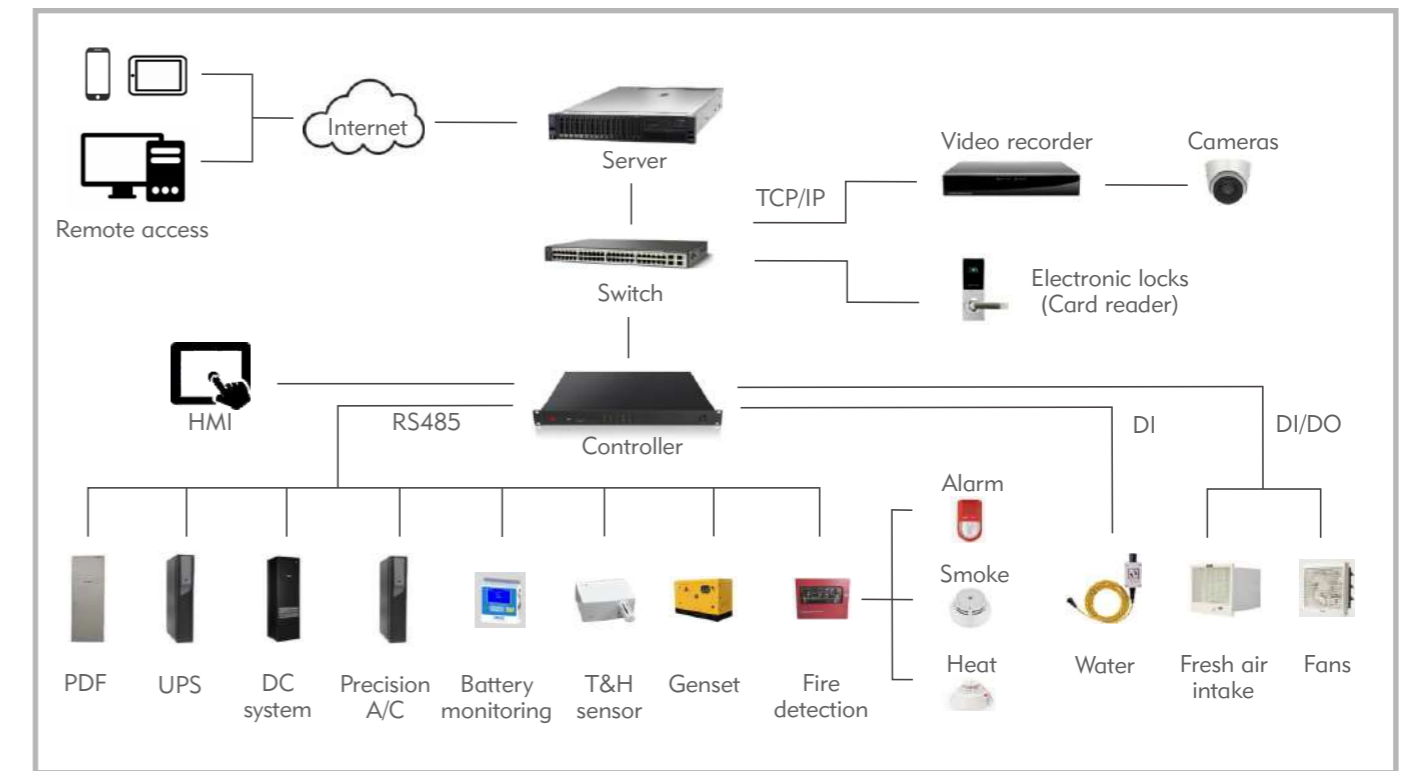 Internet
Server
Remote access
Video recorder
Cameras
TCP/IP
Switch
Electronic locks
(Card reader)
HMI
RS485
Controller
DI
DI/DO
Alarm
Smoke
Heat
PDF
UPS
DC
system
Precision
A/C
Battery
monitoring
T&H
sensor
Genset
Fire
detection
Water
Fresh air
intake
Fans